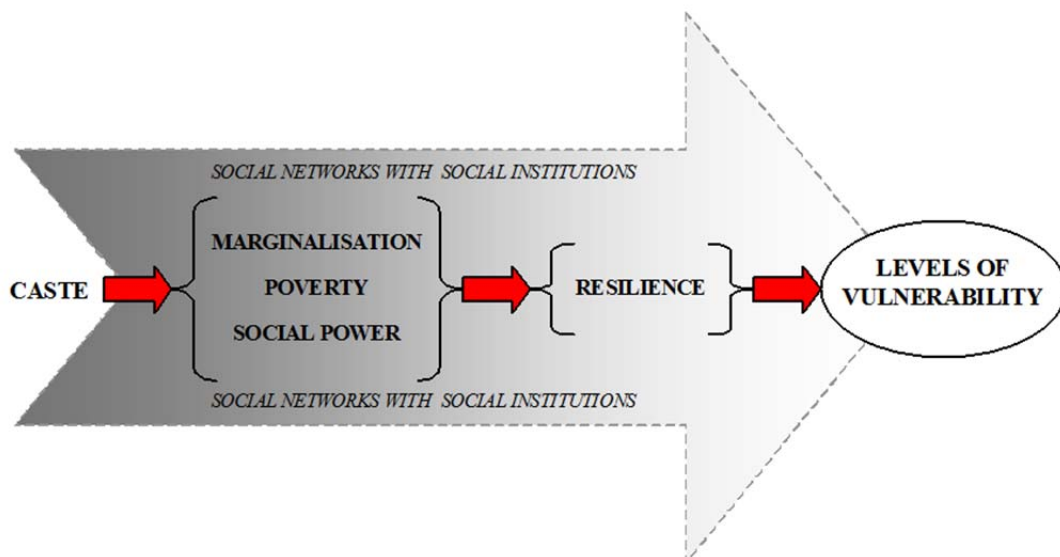 SOCIAL NETWORKS WITH SOCIAL INSTITUTIONS
CASTE
MARGINALISATION
POVERTY
SOCIAL POWER
RESILIENCE
LEVELS OF
VULNERABILITY
SOCIAL NETWORKS WITH SOCIAL INSTITUTIONS